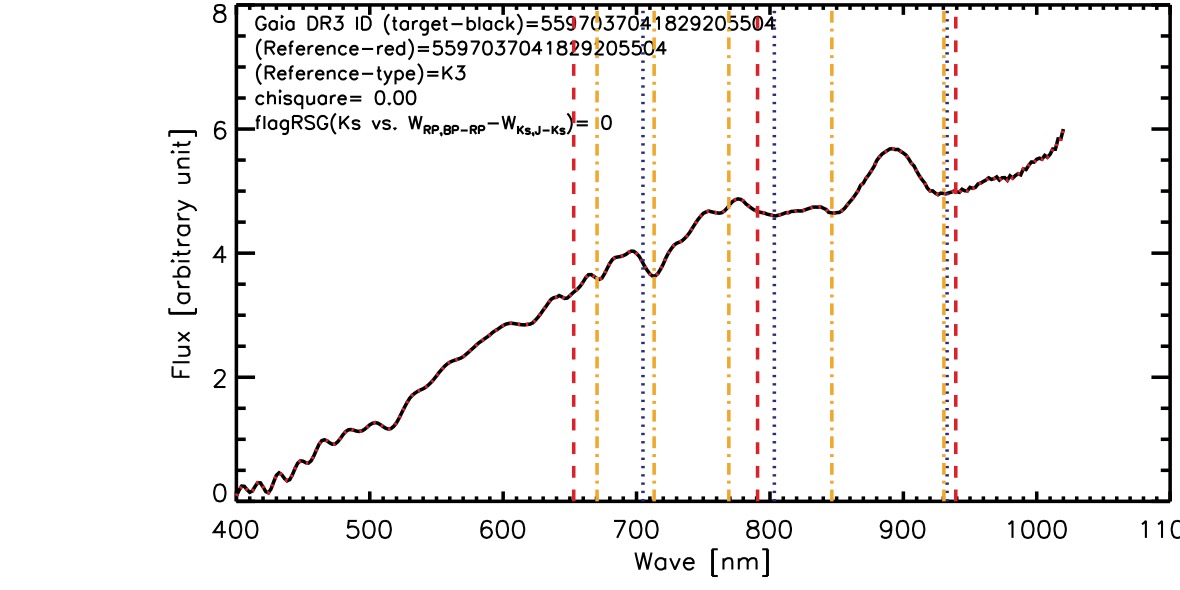 Gaia DR3 ID (target-black)=5597037041829205504
(Reference-red)=5597037041829205504
(Reference-type)=K3
chisquare= 0.00
flagRSG(Ks vs. W_RP,BP-RP-W_Ks,J-Ks)= 0
8
6
4
2
0
Flux [arbitrary unit]
400 500 600 700 800 900 1000 110
Wave [nm]